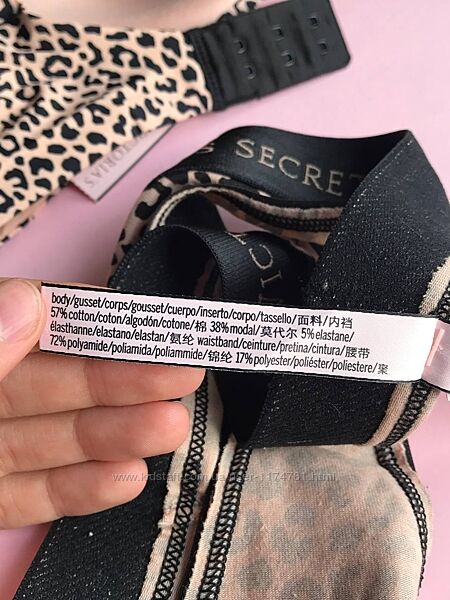 VICTORIA'S
S SECRET
body/gusset/corps/gousset/cuerpo/inserto/corpo/tassello/面料/内裆
57% cotton/coton/algodón/cotone/棉 38% modal/莫代尔 5% elastane/
élasthanne/elastano/elastan/氨纶 waistband/ceinture/pretina/cintura/腰带
72% polyamide/poliamida/poliammide/锦纶 17% polyester/poliéster/poliestere/聚